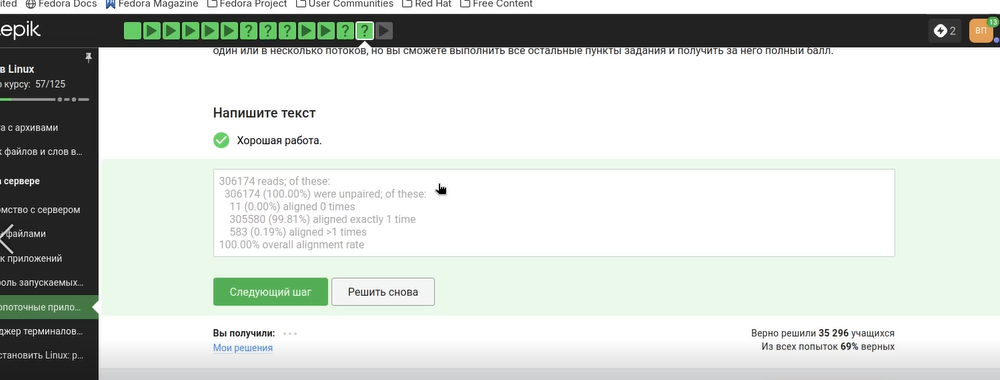 ited Fedora Docs Fedora Magazine Fedora Project User Communities Red Hat Free Content
epik
2
ВП
13
один или в несколько потоков, но вы сможете выполнить все остальные пункты задания и получить за него полный балл.
в Linux
о курсу: 57/125
та с архивами
к файлов и слов в...
а сервере
омство с сервером
файлами
к приложений
роль запускаемых...
опоточные прило...
джер терминалов...
становить Linux: р...
Напишите текст
Хорошая работа.
306174 reads; of these:
306174 (100.00%) were unpaired; of these:
11 (0.00%) aligned 0 times
305580 (99.81%) aligned exactly 1 time
583 (0.19%) aligned >1 times
100.00% overall alignment rate
Следующий шаг
Решить снова
Вы получили:
Мои решения
Верно решили 35 296 учащихся
Из всех попыток 69% верных